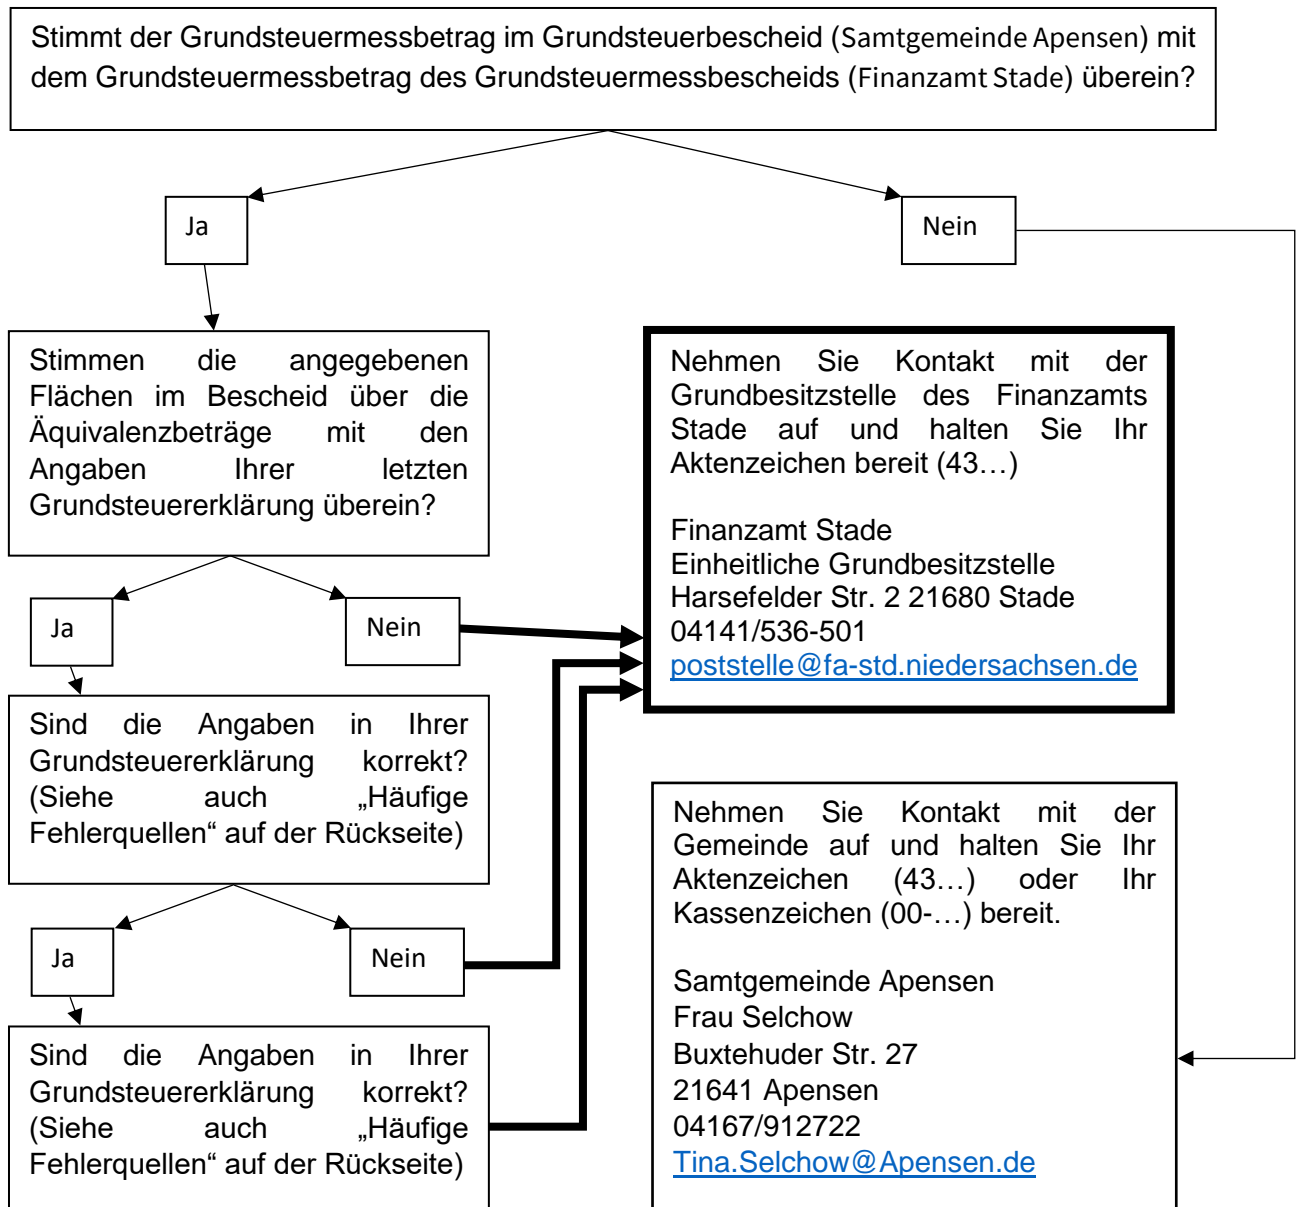 Stimmt der Grundsteuermessbetrag im Grundsteuerbescheid (Samtgemeinde Apensen) mit
dem Grundsteuermessbetrag des Grundsteuermessbescheids (Finanzamt Stade) überein?
Ja
Nein
Stimmen die angegebenen
Flächen im Bescheid über die
Äquivalenzbeträge mit den
Angaben Ihrer letzten
Grundsteuererklärung überein?
Nehmen Sie Kontakt mit der
Grundbesitzstelle des Finanzamts
Stade auf und halten Sie Ihr
Aktenzeichen bereit (43…)
Finanzamt Stade
Einheitliche Grundbesitzstelle
Harsefelder Str. 2 21680 Stade
04141/536-501
poststelle@fa-std.niedersachsen.de
Ja
Nein
Sind die Angaben in Ihrer
Grundsteuererklärung korrekt?
(Siehe auch „Häufige
Fehlerquellen“ auf der Rückseite)
Ja
Nein
Sind die Angaben in Ihrer
Grundsteuererklärung korrekt?
(Siehe auch „Häufige
Fehlerquellen“ auf der Rückseite)
Nehmen Sie Kontakt mit der
Gemeinde auf und halten Sie Ihr
Aktenzeichen (43…) oder Ihr
Kassenzeichen (00-…) bereit.
Samtgemeinde Apensen
Frau Selchow
Buxtehuder Str. 27
21641 Apensen
04167/912722
Tina.Selchow@Apensen.de